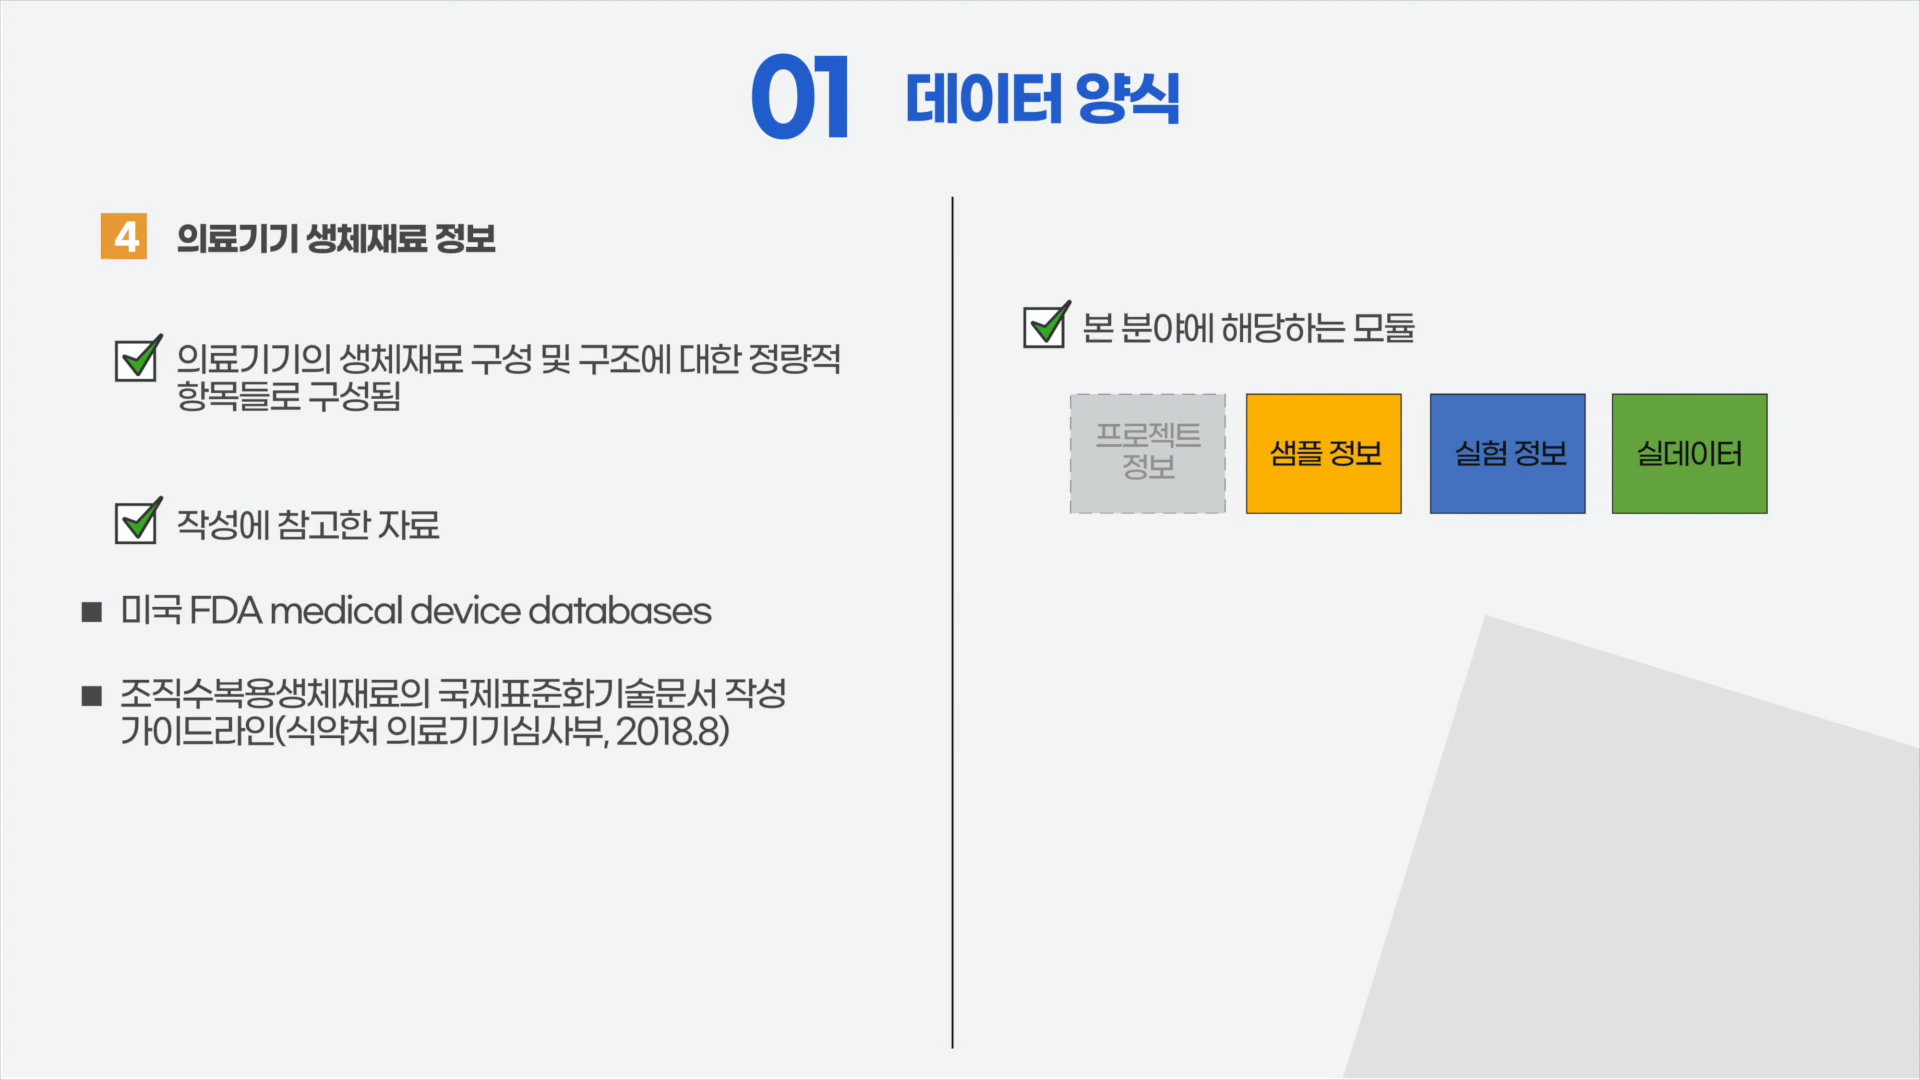 01 데이터 양식
4 의료기기 생체재료 정보
의료기기의 생체재료 구성 및 구조에 대한 정량적
항목들로 구성됨
작성에 참고한 자료
미국 FDA medical device databases
조직수복용생체재료의 국제표준화기술문서 작성
가이드라인(식약처 의료기기심사부, 2018.8)
본 분야에 해당하는 모듈
프로젝트
정보
샘플 정보
실험 정보
실데이터